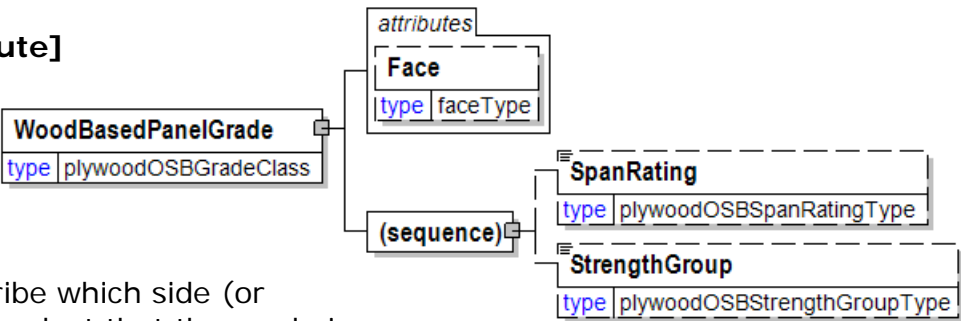 ute]
attributes
Face
type faceType
WoodBasedPanelGrade
type plywoodOSBGradeClass
SpanRating
type plywoodOSBSpanRatingType
(sequence)
StrengthGroup
type plywoodOSBStrengthGroupType
ribe which side (or